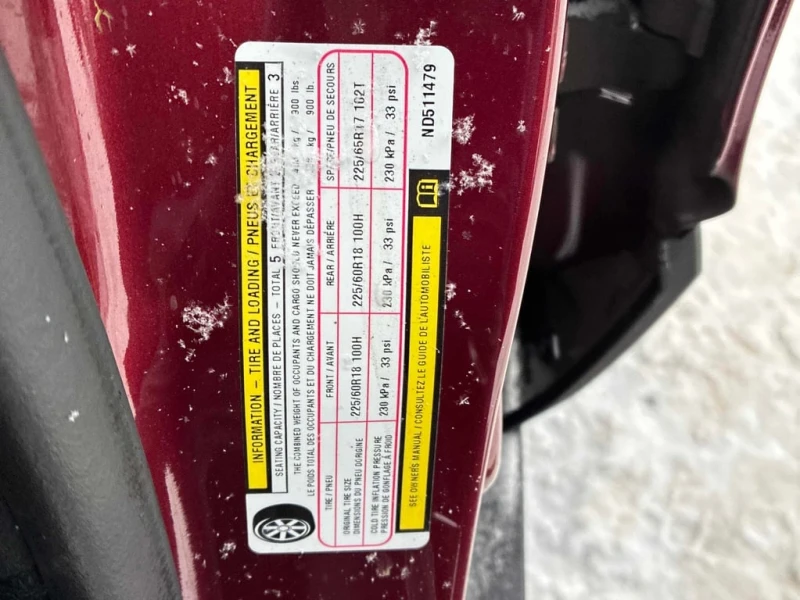 INFORMATION – TIRE AND LOADING / PNEUS ET CHARGEMENT
SEATING CAPACITY / NOMBRE DE PLACES – TOTAL 5 FRONT/AVANT REAR/ARRIÈRE 3
THE COMBINED WEIGHT OF OCCUPANTS AND CARGO SHOULD NEVER EXCEED kg / 900 lbs.
LE POIDS TOTAL DES OCCUPANTS ET DU CHARGEMENT NE DOIT JAMAIS DÉPASSER kg / 900 lb.
TIRE / PNEU FRONT / AVANT REAR / ARRIÈRE SPARE/PNEU DE SECOURS
ORIGINAL TIRE SIZE
DIMENSIONS DU PNEU D'ORIGINE
225/60R18 100H 225/60R18 100H 225/65R17 102T
COLD TIRE INFLATION PRESSURE
PRESSION DE GONFLAGE À FROID
230 kPa / 33 psi 230 kPa / 33 psi 230 kPa / 33 psi
SEE OWNER'S MANUAL / CONSULTEZ LE GUIDE DE L'AUTOMOBILISTE
ND511479